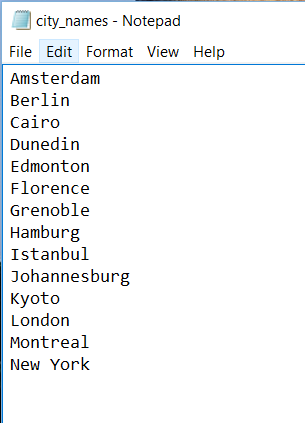 city_names - Notepad
File Edit Format View Help
Amsterdam
Berlin
Cairo
Dunedin
Edmonton
Florence
Grenoble
Hamburg
Istanbul
Johannesburg
Kyoto
London
Montreal
New York